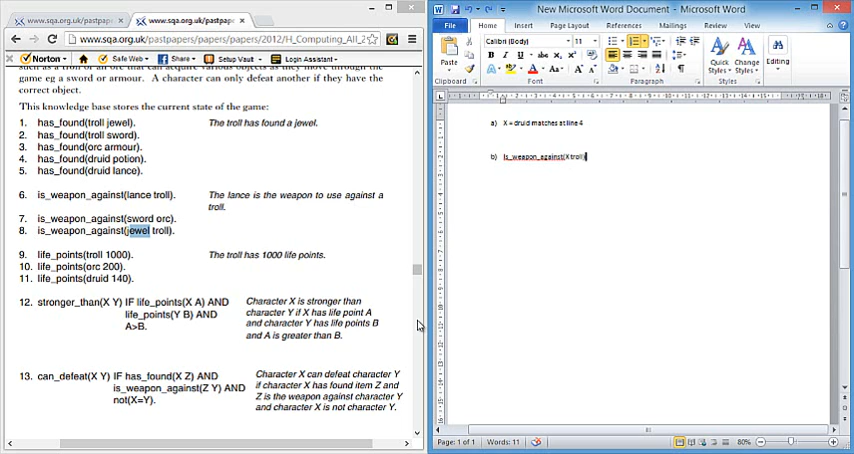 New Microsoft Word Document - Microsoft Word
www.sqa.org.uk/pastpape
www.sqa.org.uk/pastpape
www.sqa.org.uk/pastpapers/papers/papers/2012/H_Computing_All_2
Norton
Safe Web
Share
Setup Vault
Login Assistant
File
Home
Insert
Page Layout
References
Mailings
Review
View
Calibri (Body)
Paste
Quick Styles
Change Styles
Editing
Clipboard
Font
Paragraph
Styles
game eg a sword or armour. A character can only defeat another if they have the
correct object.
This knowledge base stores the current state of the game:
1. has_found(troll jewel). The troll has found a jewel.
2. has_found(troll sword).
3. has_found(orc armour).
4. has_found(druid potion).
5. has_found(druid lance).
6. is_weapon_against(lance troll). The lance is the weapon to use against a
troll.
7. is_weapon_against(sword orc).
8. is_weapon_against(jewel troll).
9. life_points(troll 1000). The troll has 1000 life points.
10. life_points(orc 200).
11. life_points(druid 140).
12. stronger_than(X Y) IF life_points(X A) AND Character X is stronger than
life_points(Y B) AND character Y if X has life point A
A>B. and character Y has life points B
and A is greater than B.
13. can_defeat(X Y) IF has_found(X Z) AND Character X can defeat character Y
is_weapon_against(Z Y) AND if character X has found item Z and
not(X=Y). Z is the weapon against character Y
and character X is not character Y.
a) X = druid matches at line 4
b) Is_weapon_against(X troll)
Page: 1 of 1
Words: 11
80%